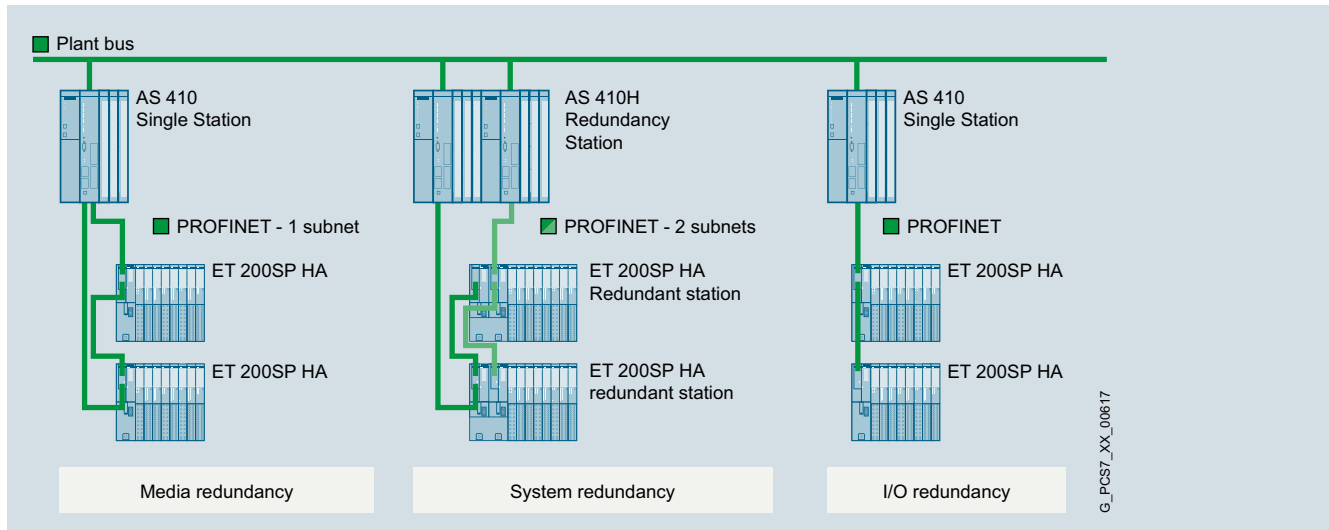 Plant bus
AS 410
Single Station
AS 410H
Redundancy
Station
AS 410
Single Station
PROFINET - 1 subnet
PROFINET - 2 subnets
PROFINET
ET 200SP HA
ET 200SP HA
Redundant station
ET 200SP HA
ET 200SP HA
ET 200SP HA
redundant station
ET 200SP HA
G_PCS7_XX_00617
Media redundancy
System redundancy
I/O redundancy